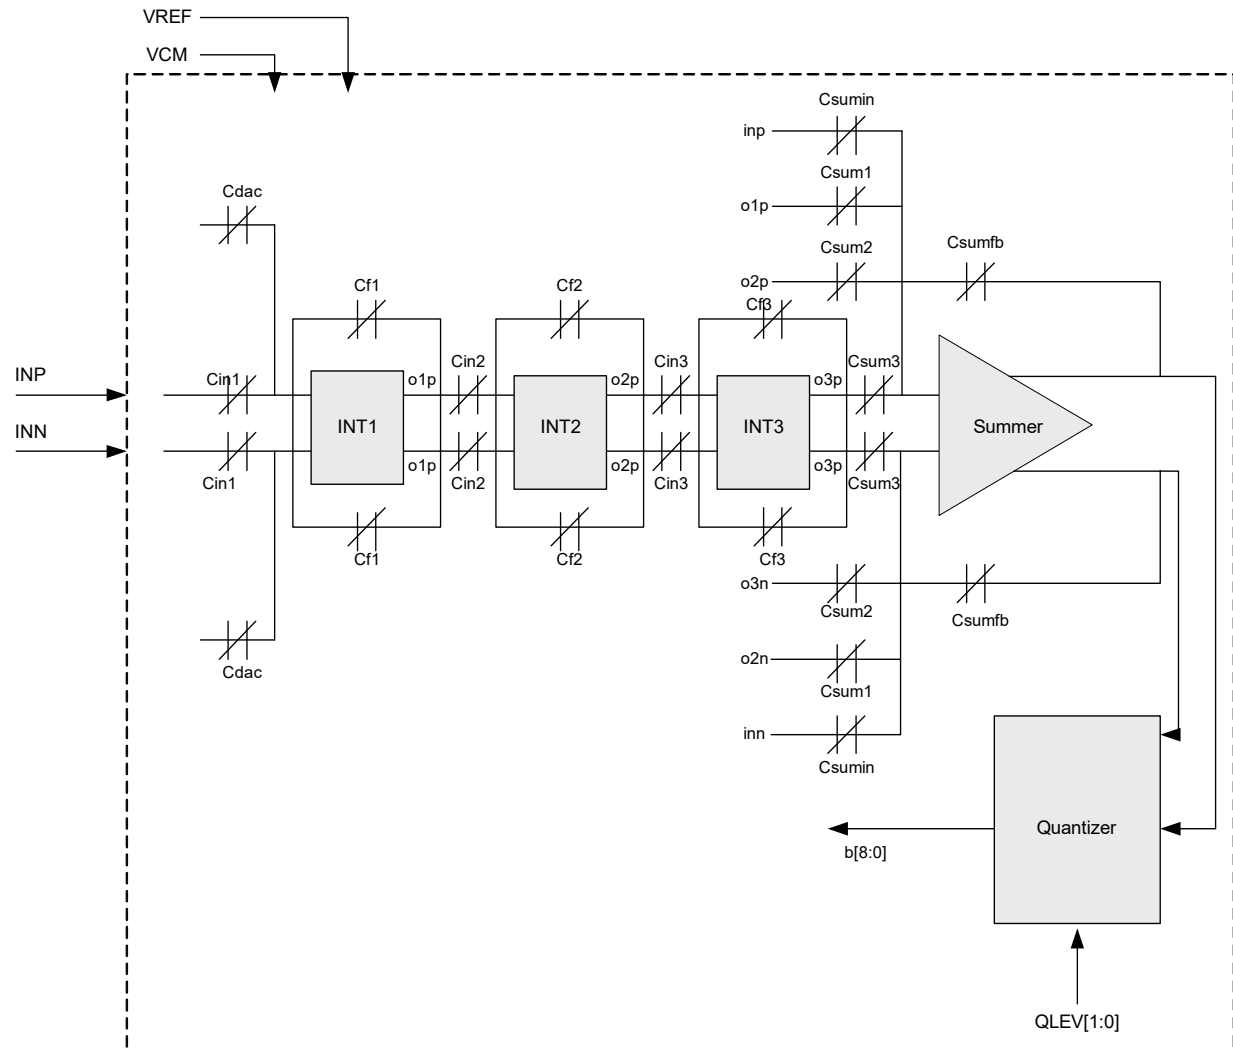 VREF
VCM
Csumin
inp
Csum1
o1p
Cdac
Csum2
Csumfb
o2p
Cf1
Cf2
Cf3
INP
Cin1
o1p
Cin2
o2p
Cin3
o3p
Csum3
INT1
INT2
INT3
Summer
INN
Cin1
o1p
Cin2
o2p
Cin3
o3p
Csum3
Cf1
Cf2
Cf3
o3n
Csum2
Csumfb
o2n
Cdac
Csum1
inn
Csumin
Quantizer
b[8:0]
QLEV[1:0]